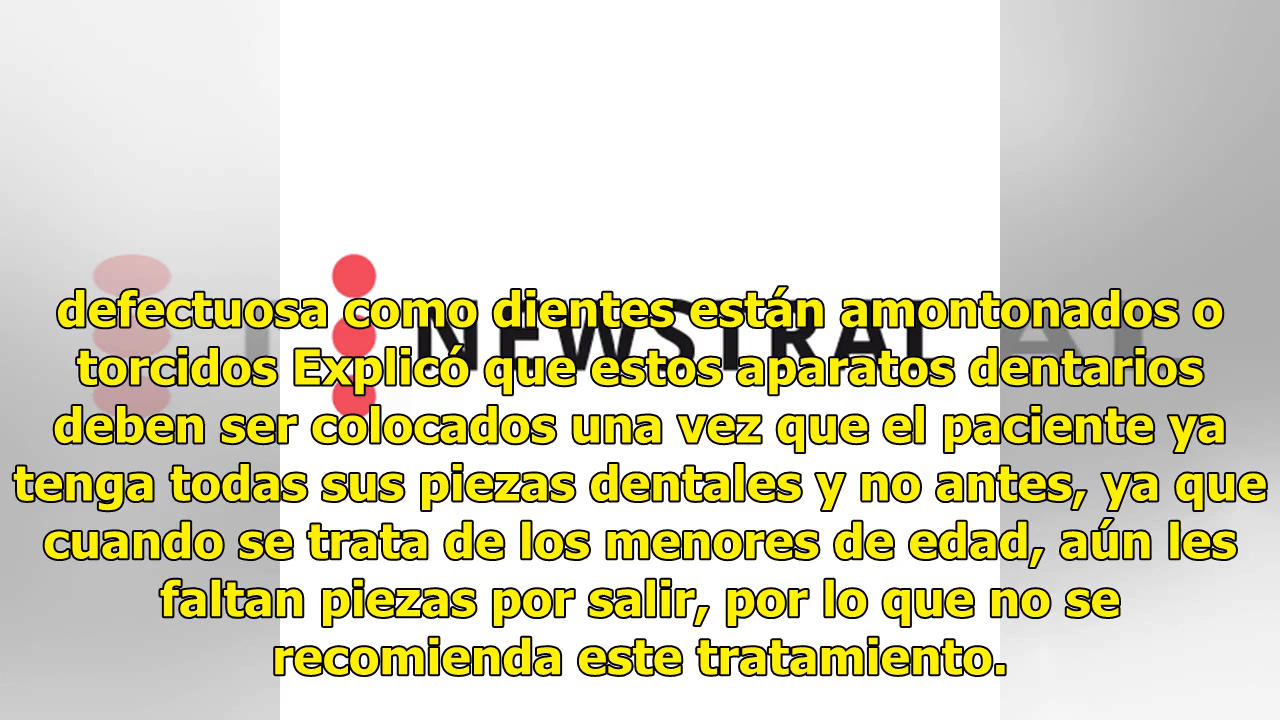 defectuosa como dientes están amontonados o
NEWSTRAL
torcidos Explicó que estos aparatos dentarios
deben ser colocados una vez que el paciente ya
tenga todas sus piezas dentales y no antes, ya que
cuando se trata de los menores de edad, aún les
faltan piezas por salir, por lo que no se
recomienda este tratamiento.